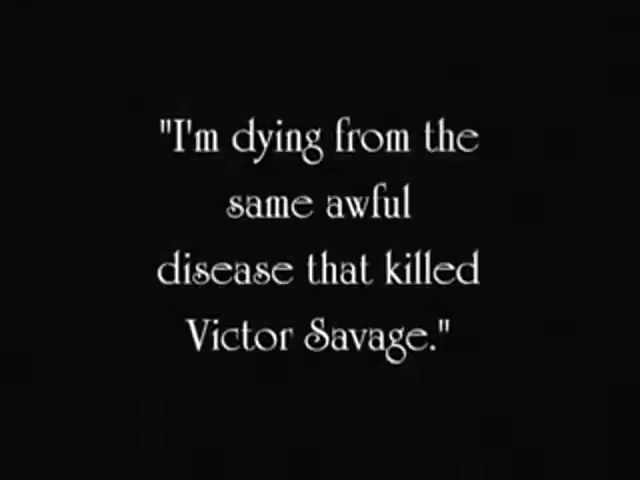 "I'm dying from the
same awful
disease that killed
Victor Savage."